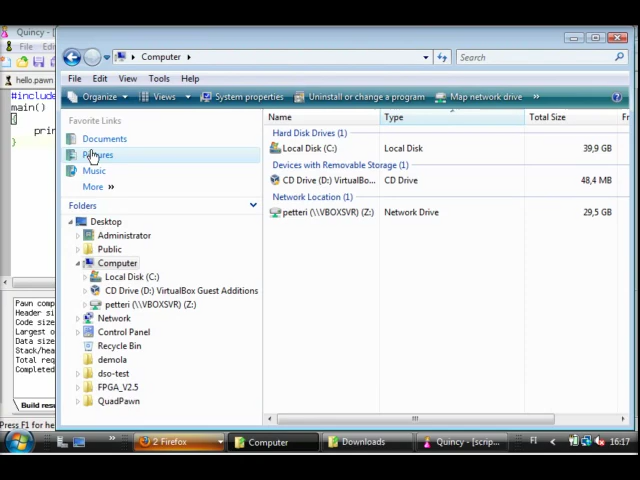 Quincy -
File Edit
hello.pawn
#include
main()
{
}
Computer
Search
File Edit View Tools Help
Organize Views System properties Uninstall or change a program Map network drive »
Favorite Links
Documents
Music
More »
Folders
Desktop
Administrator
Public
Computer
Local Disk (C:)
CD Drive (D:) VirtualBox Guest Additions
petteri (\\VBOXSVR) (Z:)
Network
Control Panel
Recycle Bin
demola
dso-test
FPGA_V2.5
QuadPawn
Name Type Total Size Fr
Hard Disk Drives (1)
Local Disk (C:) Local Disk 39,9 GB
Devices with Removable Storage (1)
CD Drive (D:) VirtualBo... CD Drive 48,4 MB
Network Location (1)
petteri (\\VBOXSVR) (Z:) Network Drive 29,5 GB
Pawn comp
Header si
Code size
Largest o
Data size
Stack/hea
Total req
Completed
Build resu
Press F1 for he
2 Firefox Computer Downloads Quincy - [scrip... FI 16:17